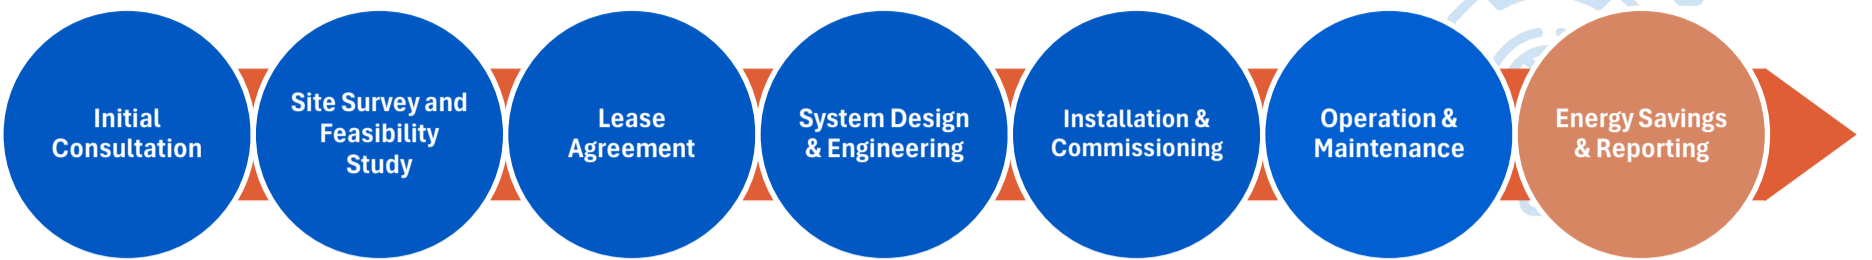 Initial
Consultation
Site Survey and
Feasibility
Study
Lease
Agreement
System Design
& Engineering
Installation &
Commissioning
Operation &
Maintenance
Energy Savings
& Reporting